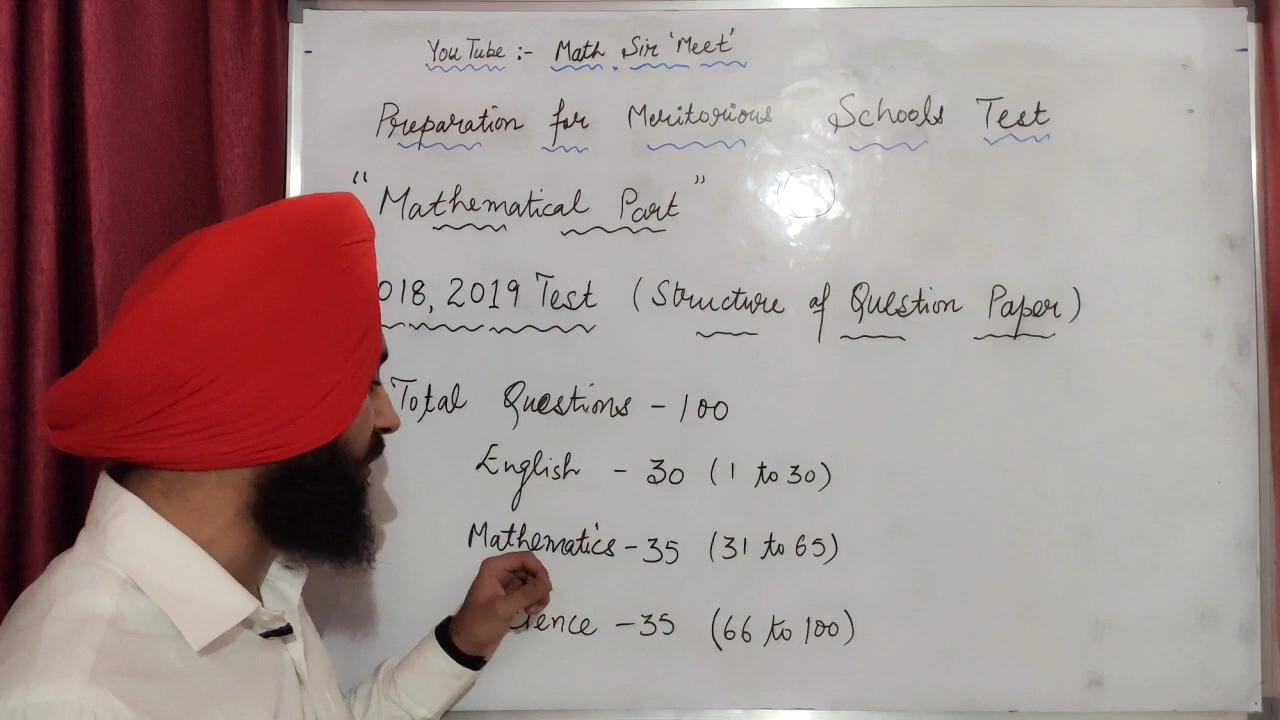 YouTube :- Math Sir 'Meet'
Preparation for Meritorious Schools Test
"Mathematical Part"
018, 2019 Test (Structure of Question Paper)
Total Questions - 100
English - 30 (1 to 30)
Mathematics - 35 (31 to 65)
ience - 35 (66 to 100)